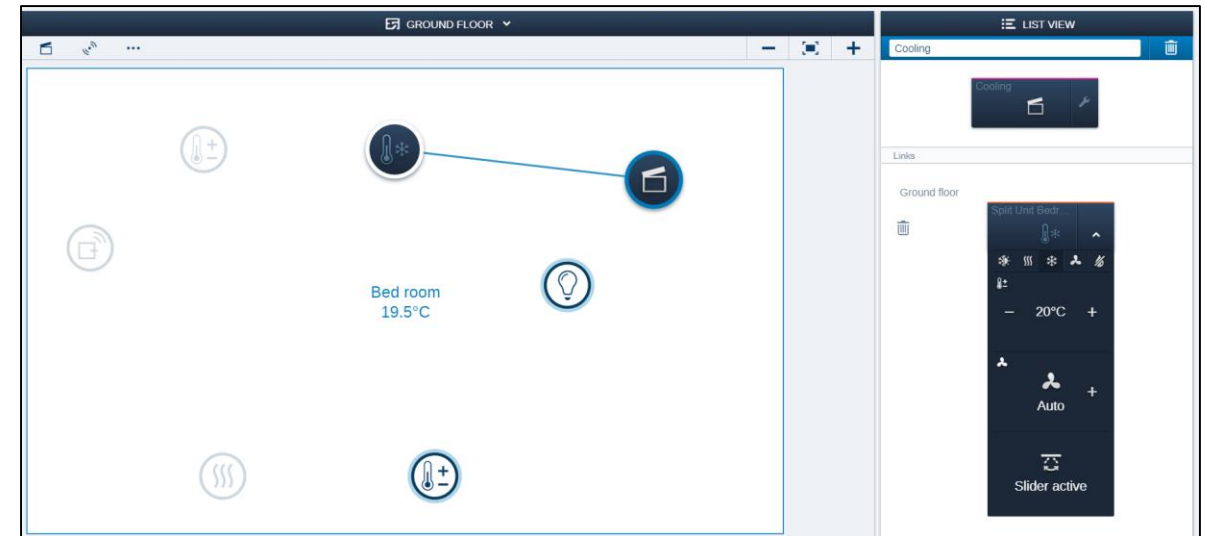 GROUND FLOOR
LIST VIEW
Cooling
Cooling
Links
Ground floor
Split Unit Bedr...
20°C
Auto
Slider active
Bed room
19.5°C